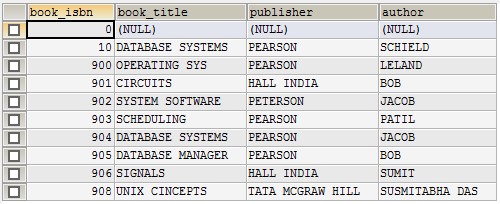 book_isbn book_title publisher author
0 (NULL) (NULL) (NULL)
10 DATABASE SYSTEMS PEARSON SCHIELD
900 OPERATING SYS PEARSON LELAND
901 CIRCUITS HALL INDIA BOB
902 SYSTEM SOFTWARE PETERSON JACOB
903 SCHEDULING PEARSON PATIL
904 DATABASE SYSTEMS PEARSON JACOB
905 DATABASE MANAGER PEARSON BOB
906 SIGNALS HALL INDIA SUMIT
908 UNIX CINCEPTS TATA MCGRAW HILL SUSMITABHA DAS